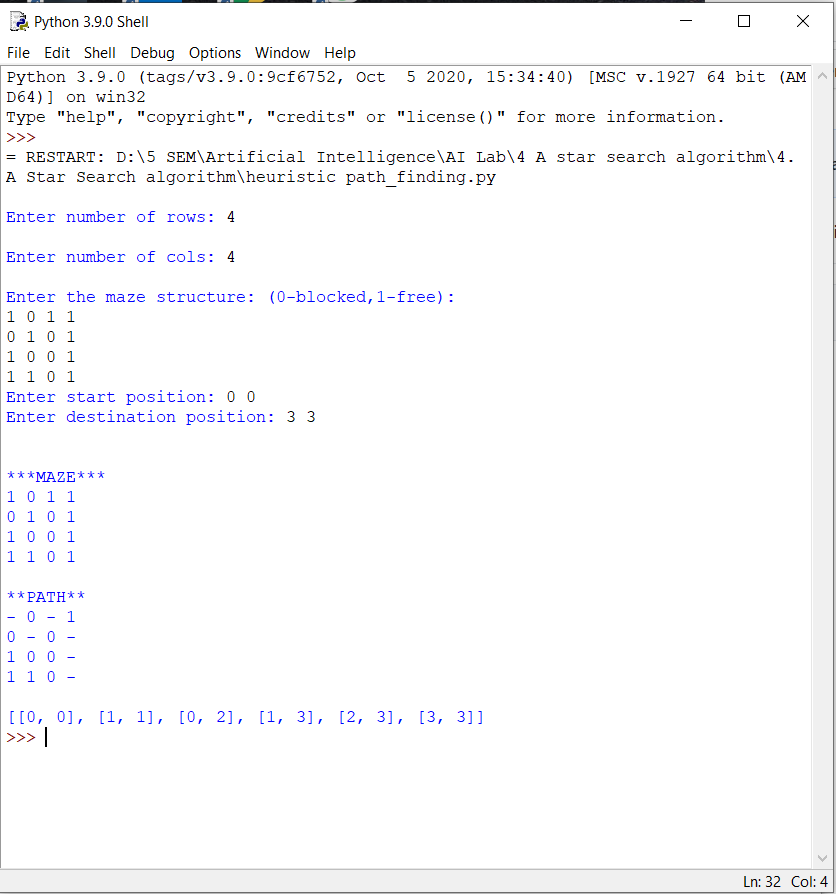 Python 3.9.0 Shell
File Edit Shell Debug Options Window Help
Python 3.9.0 (tags/v3.9.0:9cf6752, Oct  5 2020, 15:34:40) [MSC v.1927 64 bit (AM
D64)] on win32
Type "help", "copyright", "credits" or "license()" for more information.
>>>
= RESTART: D:\5 SEM\Artificial Intelligence\AI Lab\4 A star search algorithm\4.
A Star Search algorithm\heuristic path_finding.py
Enter number of rows: 4
Enter number of cols: 4
Enter the maze structure: (0-blocked,1-free):
1 0 1 1
0 1 0 1
1 0 0 1
1 1 0 1
Enter start position: 0 0
Enter destination position: 3 3
***MAZE***
1 0 1 1
0 1 0 1
1 0 0 1
1 1 0 1
**PATH**
- 0 - 1
0 - 0 -
1 0 0 -
1 1 0 -
[[0, 0], [1, 1], [0, 2], [1, 3], [2, 3], [3, 3]]
>>>
Ln: 32 Col: 4